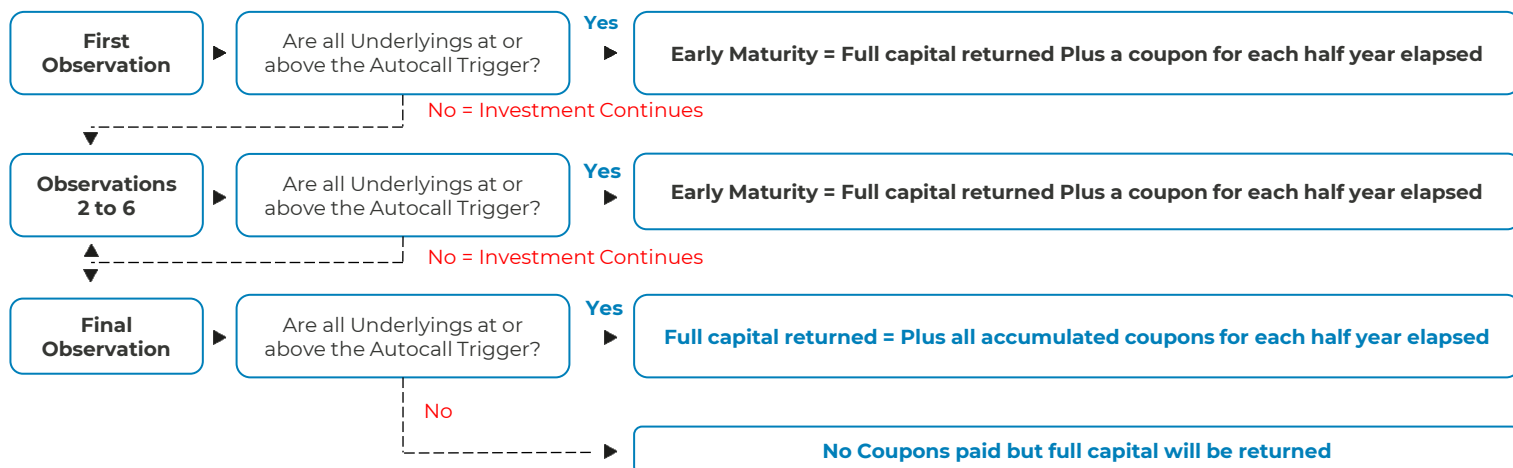 Yes
First
Observation
Are all Underlyings at or
above the Autocall Trigger?
Early Maturity = Full capital returned Plus a coupon for each half year elapsed
No = Investment Continues
Observations
2 to 6
Are all Underlyings at or
above the Autocall Trigger?
Yes
Early Maturity = Full capital returned Plus a coupon for each half year elapsed
No = Investment Continues
Final
Observation
Are all Underlyings at or
above the Autocall Trigger?
Yes
Full capital returned = Plus all accumulated coupons for each half year elapsed
No
No Coupons paid but full capital will be returned